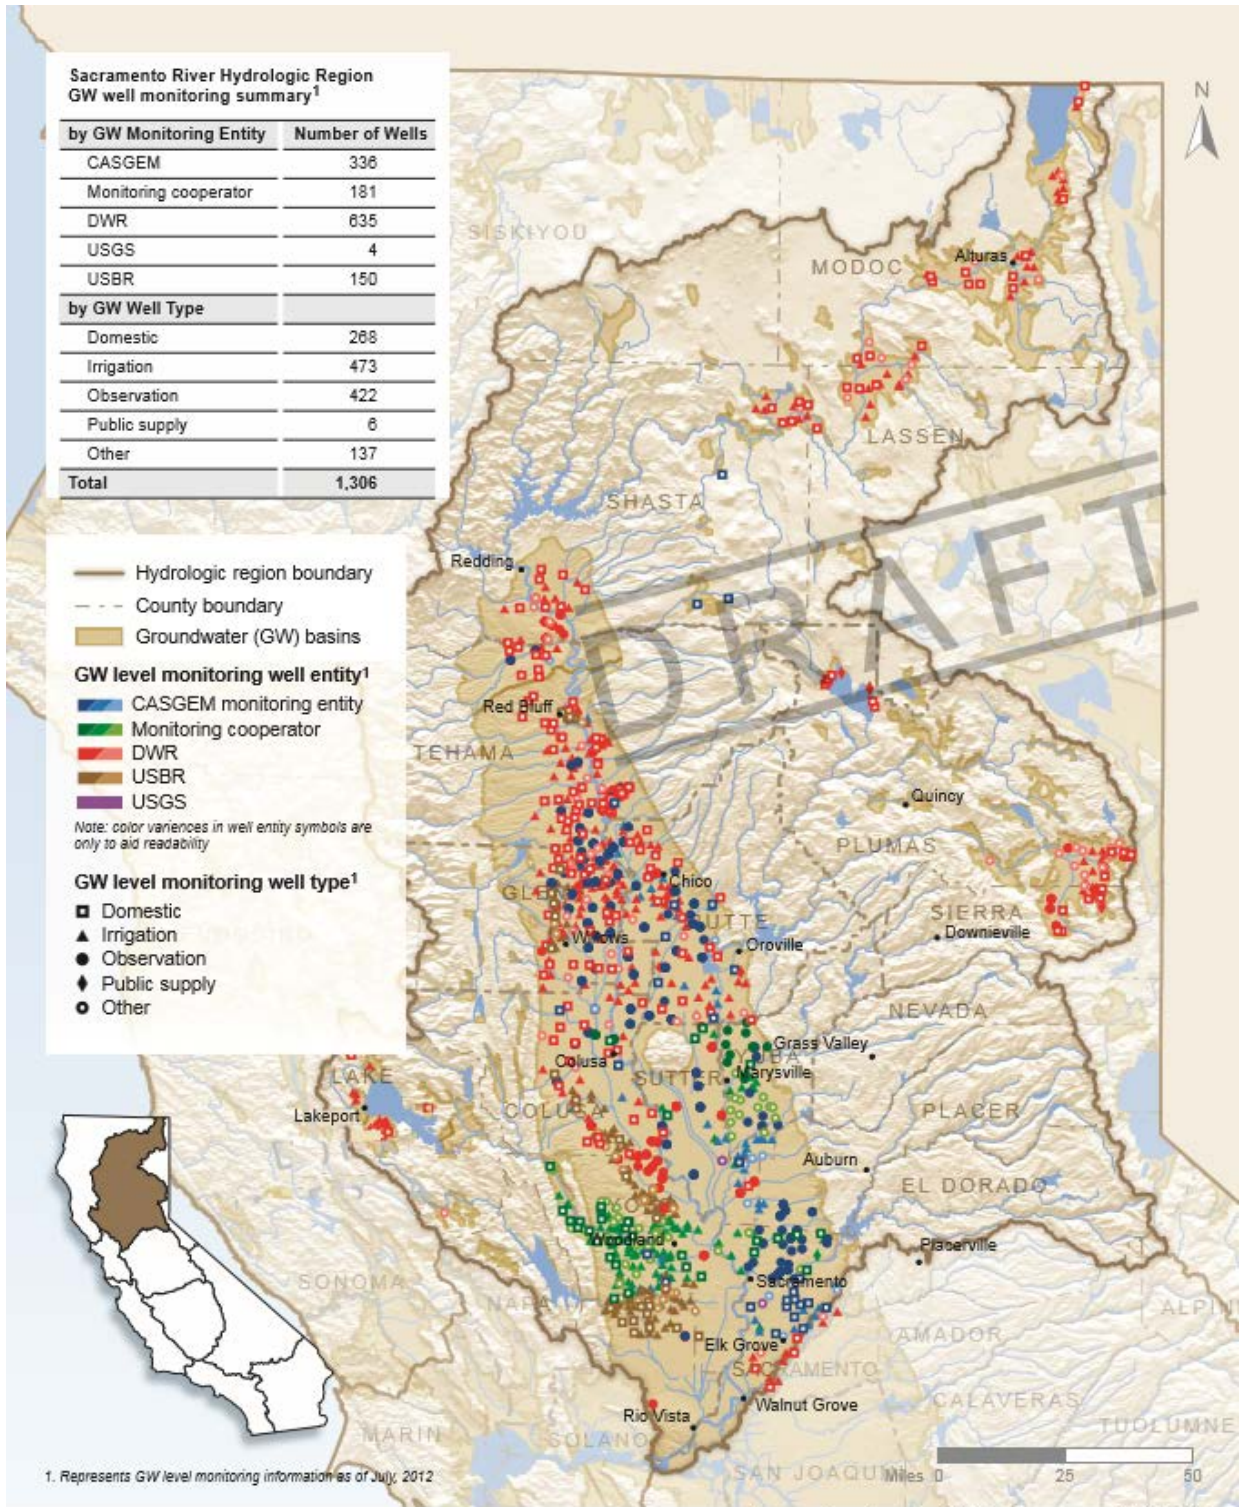 Sacramento River Hydrologic Region
GW well monitoring summary1
by GW Monitoring Entity Number of Wells
CASGEM 336
Monitoring cooperator 181
DWR 635
USGS 4
USBR 150
by GW Well Type
Domestic 268
Irrigation 473
Observation 422
Public supply 6
Other 137
Total 1,306
N
SISKIYOU
MODOC
Alturas
LASSEN
SHASTA
Redding
DRAFT
Hydrologic region boundary
County boundary
Groundwater (GW) basins
GW level monitoring well entity1
CASGEM monitoring entity
Monitoring cooperator
DWR
USBR
USGS
Note: color variences in well entity symbols are
only to aid readability
GW level monitoring well type1
Domestic
Irrigation
Observation
Public supply
Other
Red Bluff
TEHAMA
Quincy
PLUMAS
Chico
GLENN
BUTTE
SIERRA
Downieville
Willows
Oroville
NEVADA
Grass Valley
YUBA
Colusa
Marysville
SUTTER
LAKE
Lakeport
COLUSA
PLACER
Auburn
EL DORADO
YOLO
Woodland
Placerville
Sacramento
SONOMA
NAPA
ALPINE
Elk Grove
AMADOR
SACRAMENTO
Walnut Grove
CALAVERAS
Rio Vista
TUOLUMNE
MARIN
SOLANO
SAN JOAQUIN
Miles 0 25 50
1. Represents GW level monitoring information as of July, 2012